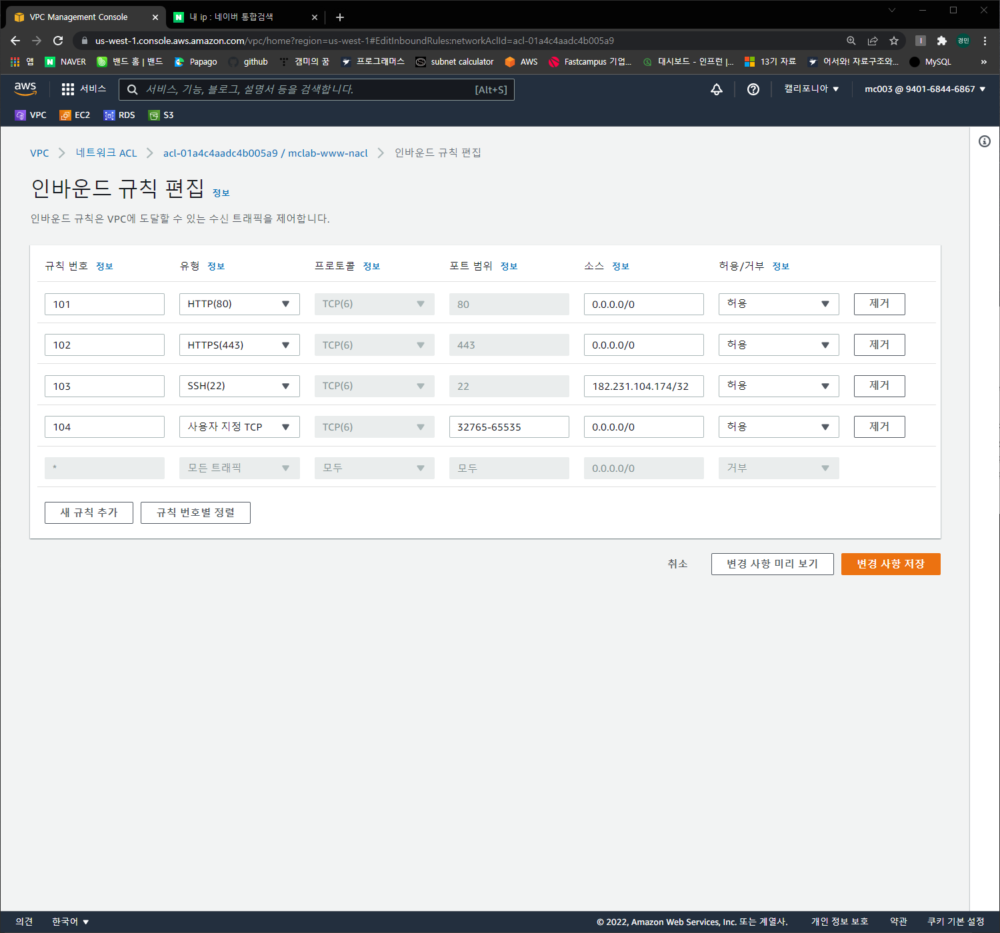 VPC Management Console
내 ip : 네이버 통합검색
us-west-1.console.aws.amazon.com/vpc/home?region=us-west-1#EditInboundRules:networkAclId=acl-01a4c4aadc4b005a9
경민
앱 NAVER 밴드 홈 | 밴드 Papago github 캠미의 꿈 프로그래머스 subnet calculator AWS Fastcampus 기업... 대시보드 - 인프런 |... 13기 자료 어서와! 자료구조와... MySQL »
aws 서비스 서비스, 기능, 블로그, 설명서 등을 검색합니다. [Alt+S] 캘리포니아 ▼ mc003 @ 9401-6844-6867 ▼
VPC EC2 RDS S3
VPC > 네트워크 ACL > acl-01a4c4aadc4b005a9 / mclab-www-nacl > 인바운드 규칙 편집
인바운드 규칙 편집 정보
인바운드 규칙은 VPC에 도달할 수 있는 수신 트래픽을 제어합니다.
규칙 번호 정보 유형 정보 프로토콜 정보 포트 범위 정보 소스 정보 허용/거부 정보
101 HTTP(80) TCP(6) 80 0.0.0.0/0 허용 제거
102 HTTPS(443) TCP(6) 443 0.0.0.0/0 허용 제거
103 SSH(22) TCP(6) 22 182.231.104.174/32 허용 제거
104 사용자 지정 TCP TCP(6) 32765-65535 0.0.0.0/0 허용 제거
* 모든 트래픽 모두 모두 0.0.0.0/0 거부
새 규칙 추가 규칙 번호별 정렬
취소 변경 사항 미리 보기 변경 사항 저장
의견 한국어 ▼ © 2022, Amazon Web Services, Inc. 또는 계열사. 개인 정보 보호 약관 쿠키 기본 설정